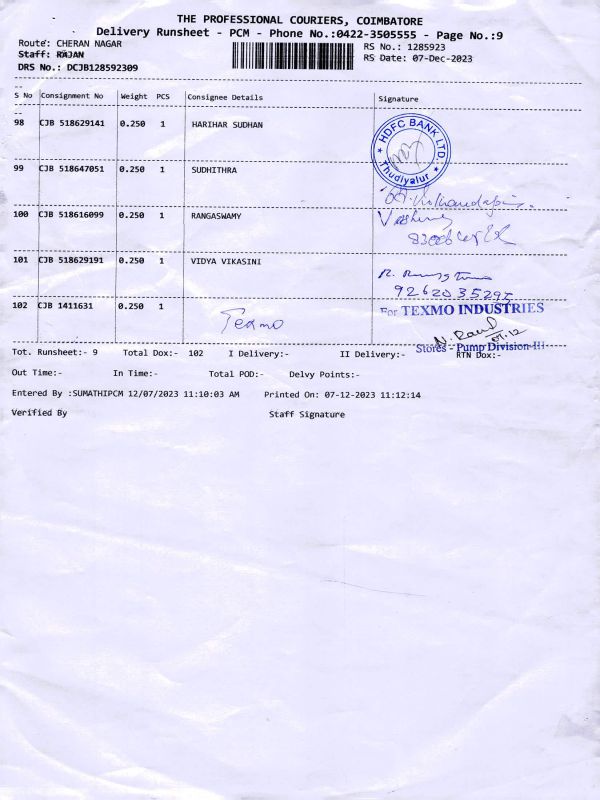 THE PROFESSIONAL COURIERS, COIMBATORE
Delivery Runsheet - PCM - Phone No.:0422-3505555 - Page No.:9
Route: CHERAN NAGAR
RS No.: 1285923
Staff: RAJAN
RS Date: 07-Dec-2023
DRS No.: DCJB128592309
S No Consignment No Weight PCS Consignee Details Signature
98 CJB 518629141 0.250 1 HARIHAR SUDHAN
HDFC BANK LTD.
Thudiyalur
99 CJB 518647051 0.250 1 SUDHITHRA
100 CJB 518616099 0.250 1 RANGASWAMY
101 CJB 518629191 0.250 1 VIDYA VIKASINI
9262035295
102 CJB 1411631 0.250 1 Texmo
For TEXMO INDUSTRIES
07.12
Stores - Pump Division-III
Tot. Runsheet:- 9 Total Dox:- 102 I Delivery:- II Delivery:- RTN Dox:-
Out Time:- In Time:- Total POD:- Delvy Points:-
Entered By :SUMATHIPCM 12/07/2023 11:10:03 AM Printed On: 07-12-2023 11:12:14
Verified By Staff Signature